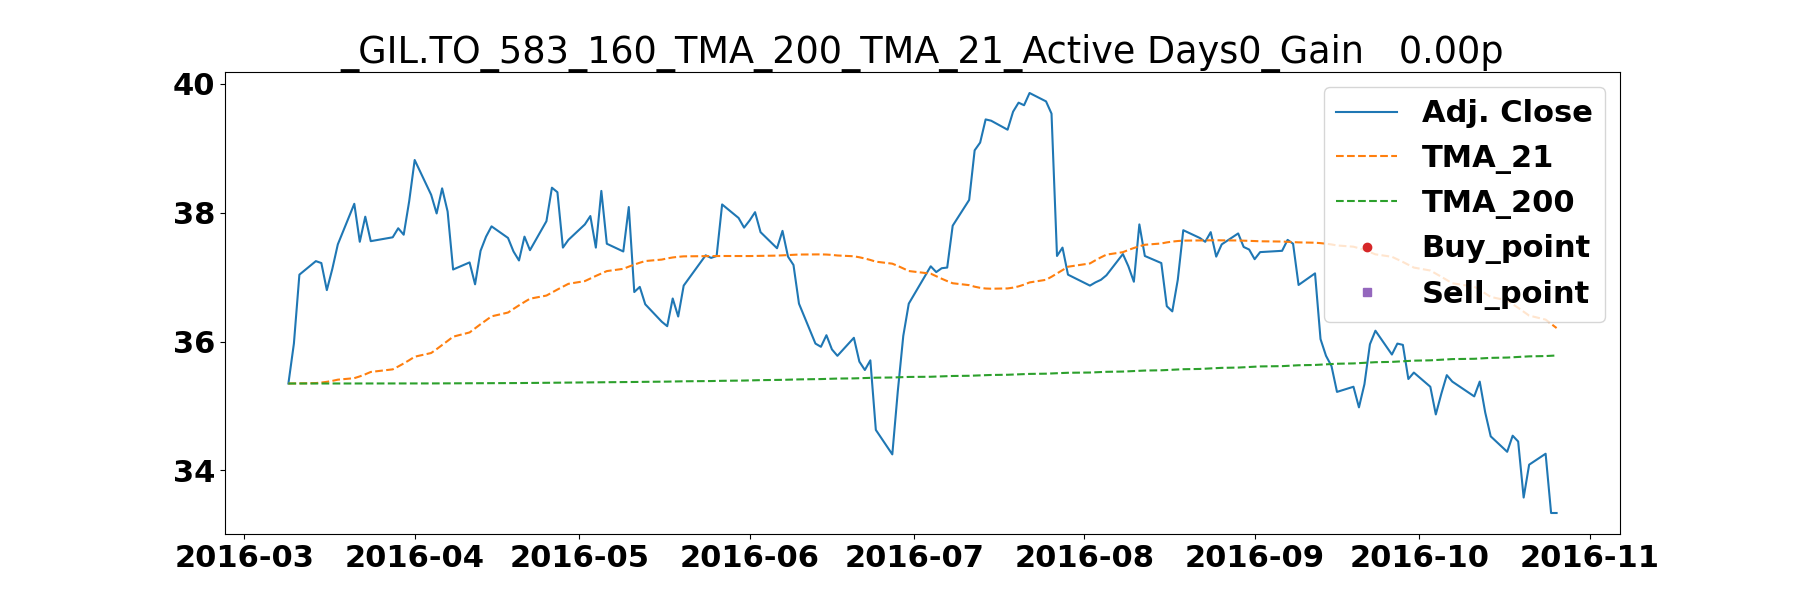 _GIL.TO_583_160_TMA_200_TMA_21_Active Days0_Gain   0.00p
40
38
36
34
Adj. Close
TMA_21
TMA_200
Buy_point
Sell_point
2016-03 2016-04 2016-05 2016-06 2016-07 2016-08 2016-09 2016-10 2016-11